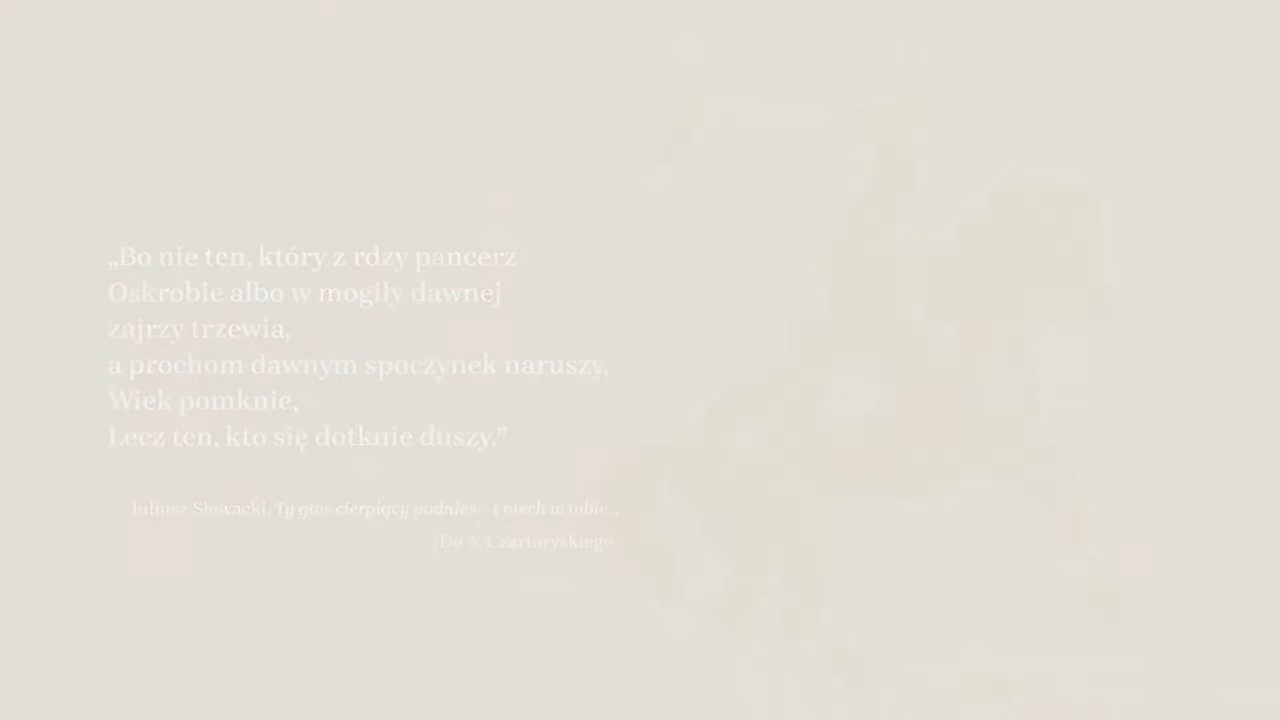 „Bo nie ten, który z rdzy pancerz
Oskrobie albo w mogiły dawnej
zajrzy trzewia,
a prochom dawnym spoczynek naruszy,
Wiek pomknie,
Lecz ten, kto się dotknie duszy.”
Juliusz Słowacki, Ty głos cierpiący podnieś – i niech w tobie...
[Do A. Czartoryskiego]